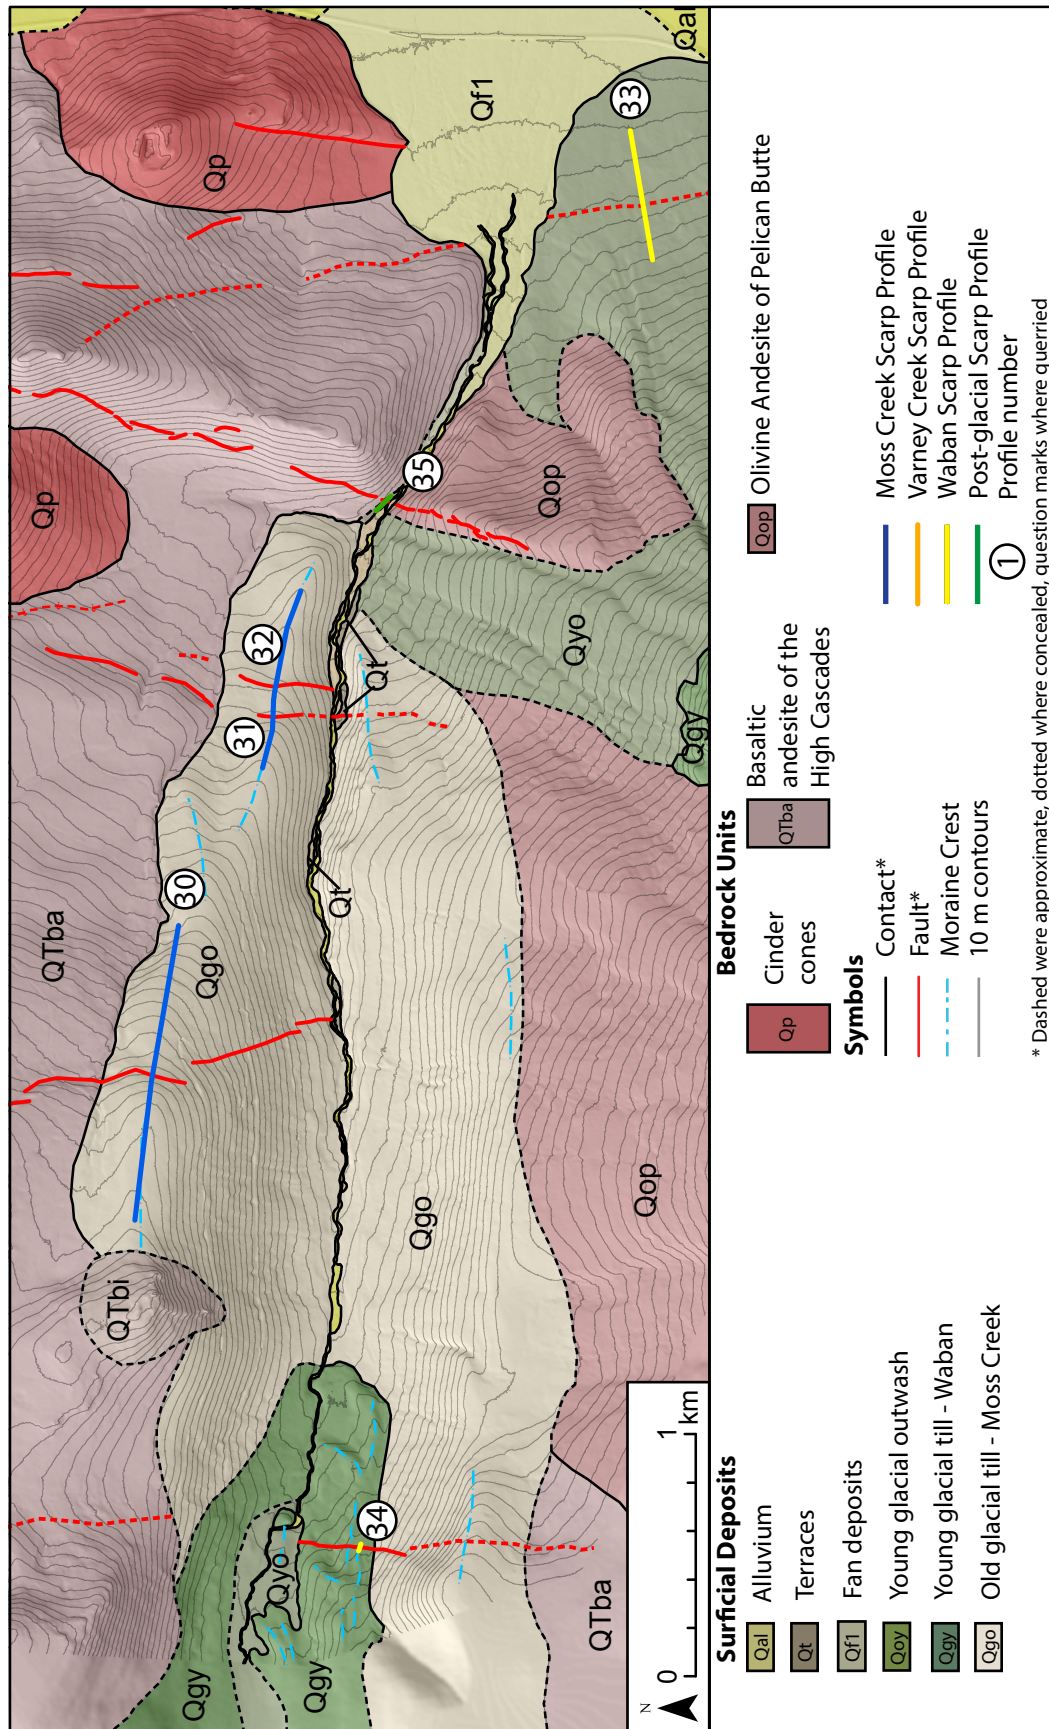 Qp
Qf1
Qal
33
Qp
35
Qop
32
31
Qt
Qyo
Qgy
30
Qt
QTba
Qgo
QTbi
Qgo
Qop
34
Qyo
Qgy
Qgy
QTba
N
0
1
km
Surficial Deposits
Qal Alluvium
Qt Terraces
Qf1 Fan deposits
Qoy Young glacial outwash
Qgy Young glacial till - Waban
Qgo Old glacial till - Moss Creek
Bedrock Units
Qp Cinder
cones
QTba Basaltic
andesite of the
High Cascades
Qop Olivine Andesite of Pelican Butte
Symbols
Contact*
Fault*
Moraine Crest
10 m contours
Moss Creek Scarp Profile
Varney Creek Scarp Profile
Waban Scarp Profile
Post-glacial Scarp Profile
1 Profile number
* Dashed were approximate, dotted where concealed, question marks where querried